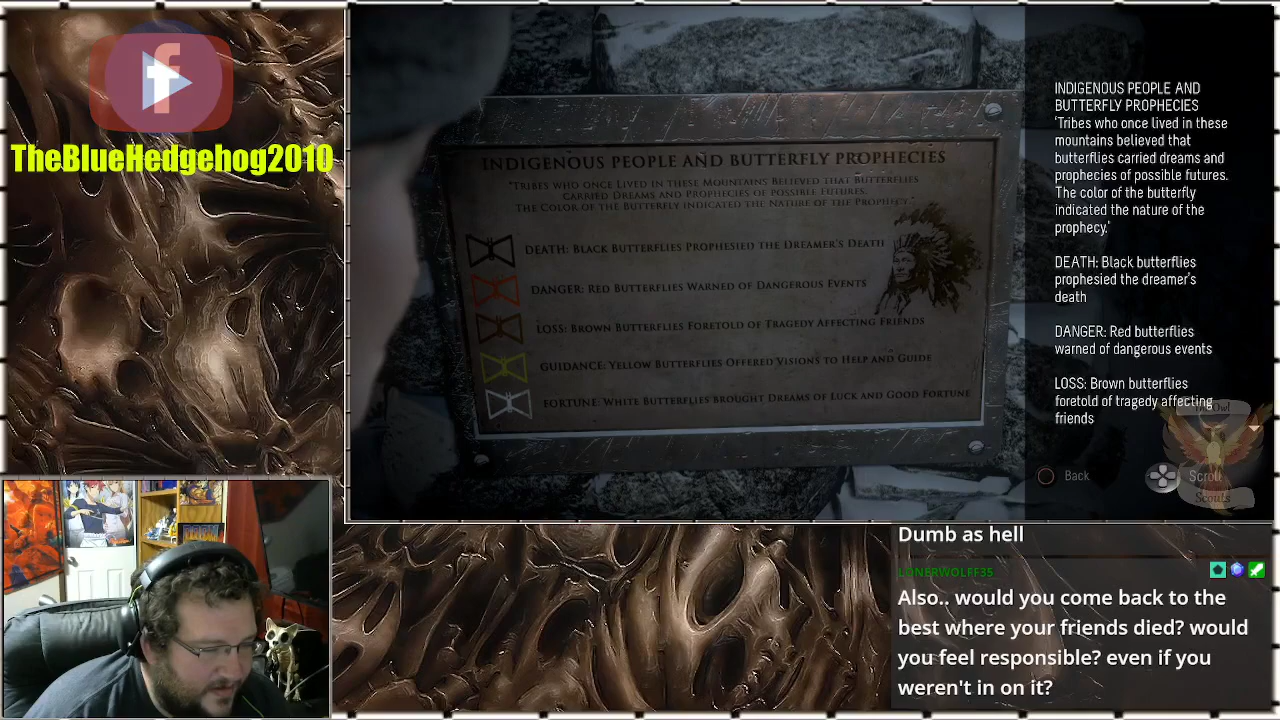 TheBlueHedgehog2010
INDIGENOUS PEOPLE AND BUTTERFLY PROPHECIES
"TRIBES WHO ONCE LIVED IN THESE MOUNTAINS BELIEVED THAT BUTTERFLIES
CARRIED DREAMS AND PROPHECIES OF POSSIBLE FUTURES.
THE COLOR OF THE BUTTERFLY INDICATED THE NATURE OF THE PROPHECY."
DEATH: BLACK BUTTERFLIES PROPHESIED THE DREAMER'S DEATH
DANGER: RED BUTTERFLIES WARNED OF DANGEROUS EVENTS
LOSS: BROWN BUTTERFLIES FORETOLD OF TRAGEDY AFFECTING FRIENDS
GUIDANCE: YELLOW BUTTERFLIES OFFERED VISIONS TO HELP AND GUIDE
FORTUNE: WHITE BUTTERFLIES BROUGHT DREAMS OF LUCK AND GOOD FORTUNE
INDIGENOUS PEOPLE AND
BUTTERFLY PROPHECIES
'Tribes who once lived in these
mountains believed that
butterflies carried dreams and
prophecies of possible futures.
The color of the butterfly
indicated the nature of the
prophecy.'
DEATH: Black butterflies
prophesied the dreamer's
death
DANGER: Red butterflies
warned of dangerous events
LOSS: Brown butterflies
foretold of tragedy affecting
friends
The Owl
Scouts
Back
Scroll
Dumb as hell
LONERWOLFF35
Also.. would you come back to the
best where your friends died? would
you feel responsible? even if you
weren't in on it?